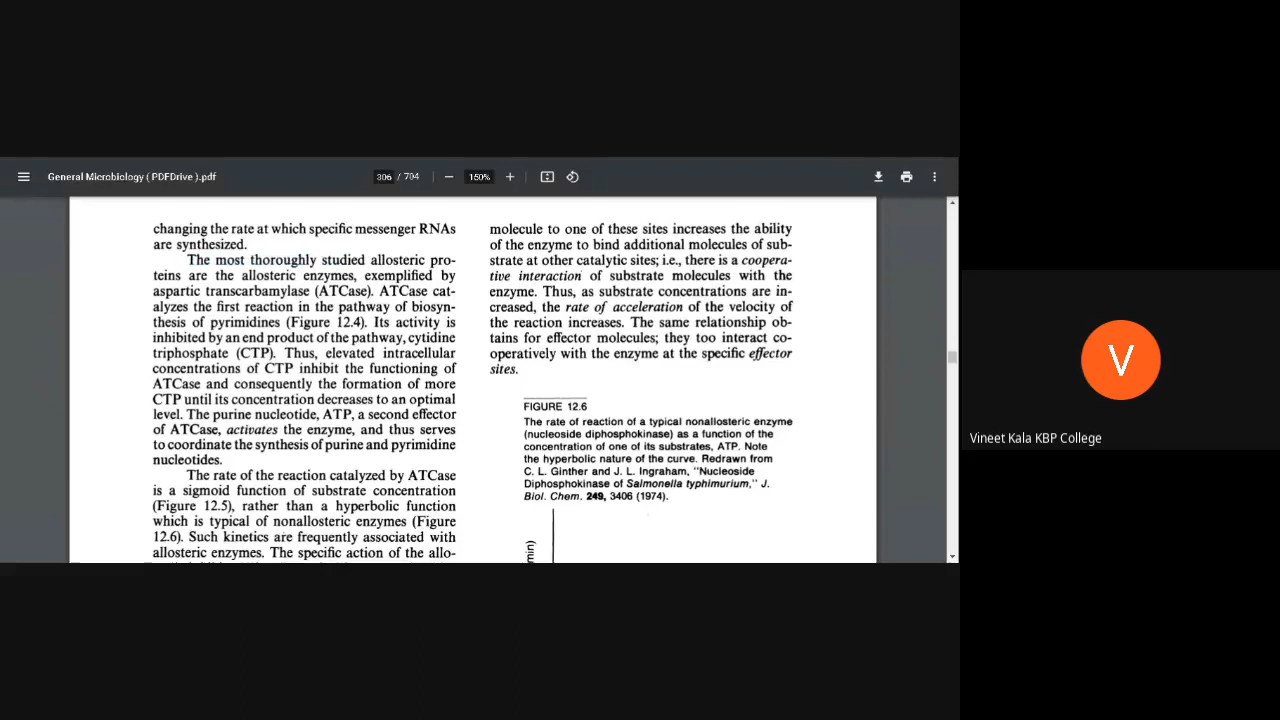 General Microbiology ( PDFDrive ).pdf
306 / 704
150%
changing the rate at which specific messenger RNAs
are synthesized.
The most thoroughly studied allosteric pro-
teins are the allosteric enzymes, exemplified by
aspartic transcarbamylase (ATCase). ATCase cat-
alyzes the first reaction in the pathway of biosyn-
thesis of pyrimidines (Figure 12.4). Its activity is
inhibited by an end product of the pathway, cytidine
triphosphate (CTP). Thus, elevated intracellular
concentrations of CTP inhibit the functioning of
ATCase and consequently the formation of more
CTP until its concentration decreases to an optimal
level. The purine nucleotide, ATP, a second effector
of ATCase, activates the enzyme, and thus serves
to coordinate the synthesis of purine and pyrimidine
nucleotides.
The rate of the reaction catalyzed by ATCase
is a sigmoid function of substrate concentration
(Figure 12.5), rather than a hyperbolic function
which is typical of nonallosteric enzymes (Figure
12.6). Such kinetics are frequently associated with
allosteric enzymes. The specific action of the allo-
molecule to one of these sites increases the ability
of the enzyme to bind additional molecules of sub-
strate at other catalytic sites; i.e., there is a coopera-
tive interaction of substrate molecules with the
enzyme. Thus, as substrate concentrations are in-
creased, the rate of acceleration of the velocity of
the reaction increases. The same relationship ob-
tains for effector molecules; they too interact co-
operatively with the enzyme at the specific effector
sites.
FIGURE 12.6
The rate of reaction of a typical nonallosteric enzyme
(nucleoside diphosphokinase) as a function of the
concentration of one of its substrates, ATP. Note
the hyperbolic nature of the curve. Redrawn from
C. L. Ginther and J. L. Ingraham, "Nucleoside
Diphosphokinase of Salmonella typhimurium," J.
Biol. Chem. 249, 3406 (1974).
min)
V
Vineet Kala KBP College